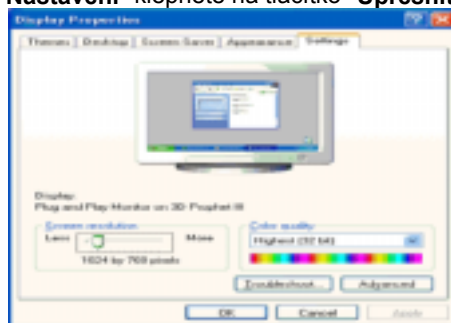 Nastavení" klepněte na tlačítko "Upřesnit
Display Properties
Themes Desktop Screen Saver Appearance Settings
Display:
Plug and Play Monitor on 3D Prophet III
Screen resolution
Less More
1024 by 768 pixels
Color quality
Highest (32 bit)
Troubleshoot... Advanced
OK Cancel Apply